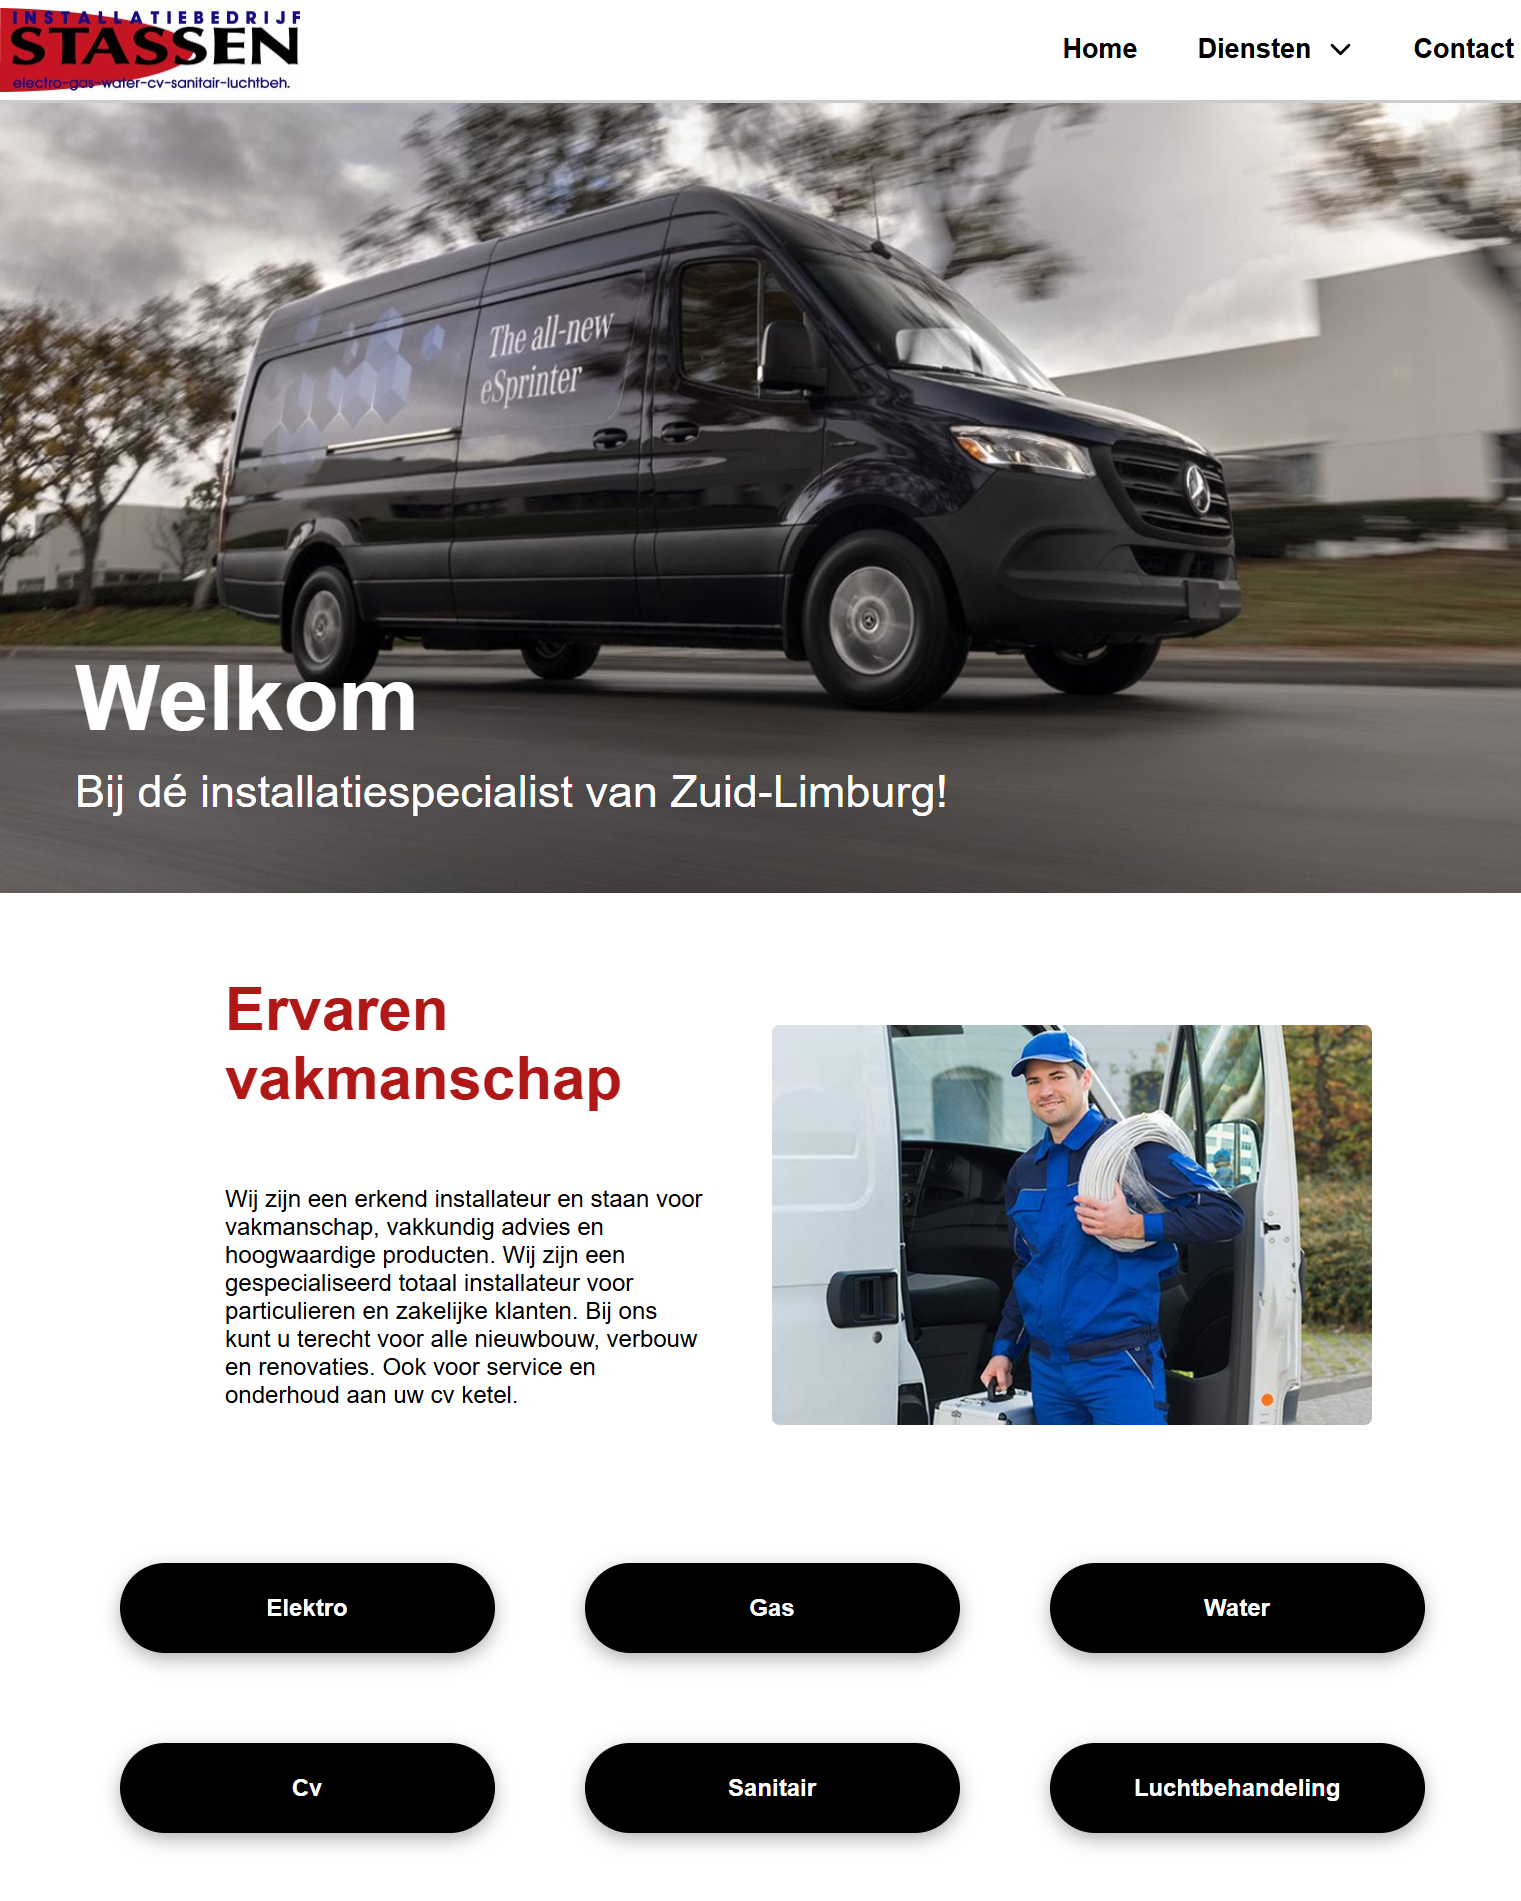 INSTALLATIEBEDRIJF
STASSEN
electro-gas-water-cv-sanitair-luchtbeh.
Home Diensten Contact
The all-new
eSprinter
Welkom
Bij dé installatiespecialist van Zuid-Limburg!
Ervaren
vakmanschap
Wij zijn een erkend installateur en staan voor
vakmanschap, vakkundig advies en
hoogwaardige producten. Wij zijn een
gespecialiseerd totaal installateur voor
particulieren en zakelijke klanten. Bij ons
kunt u terecht voor alle nieuwbouw, verbouw
en renovaties. Ook voor service en
onderhoud aan uw cv ketel.
Elektro Gas Water
Cv Sanitair Luchtbehandeling